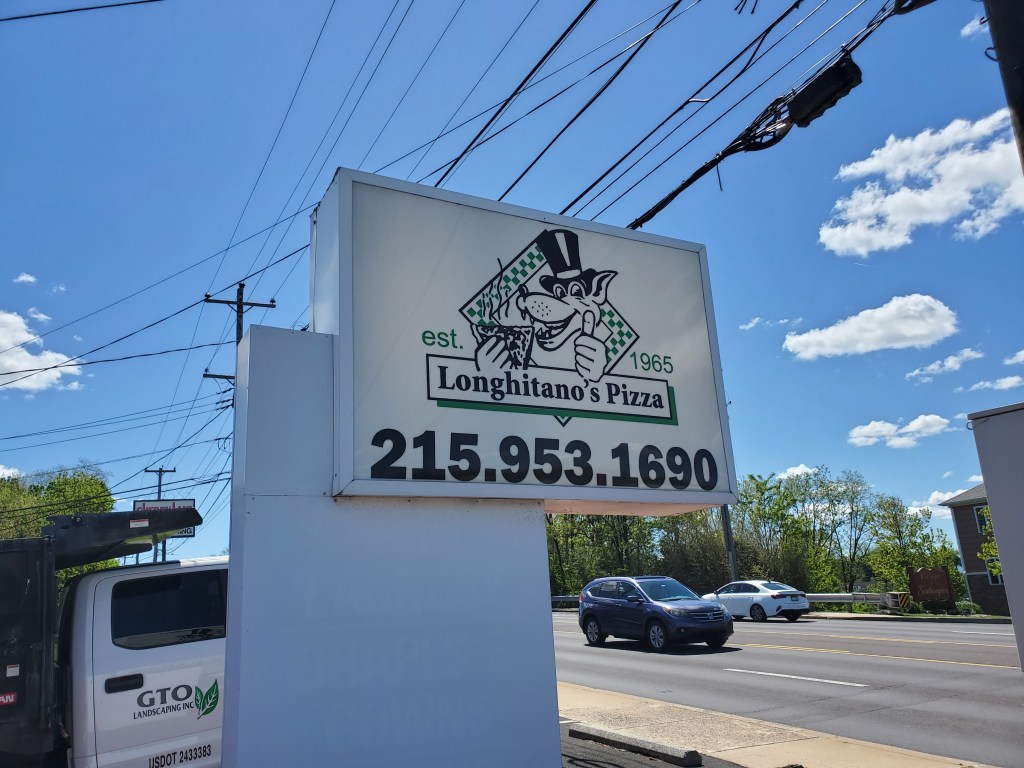 est.
1965
Longhitano's Pizza
215.953.1690
GTO
LANDSCAPING INC
USDOT 2433383